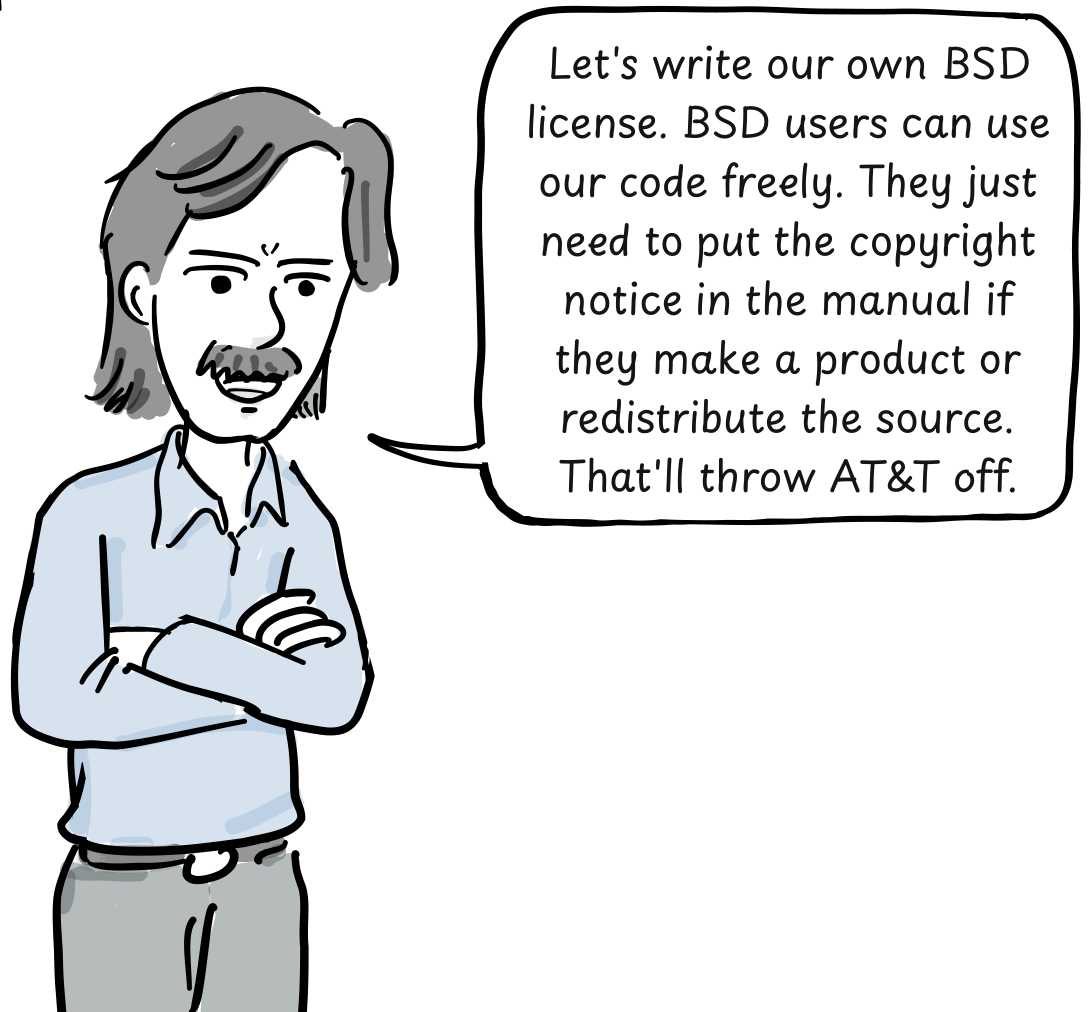 Let's write our own BSD
license. BSD users can use
our code freely. They just
need to put the copyright
notice in the manual if
they make a product or
redistribute the source.
That'll throw AT&T off.